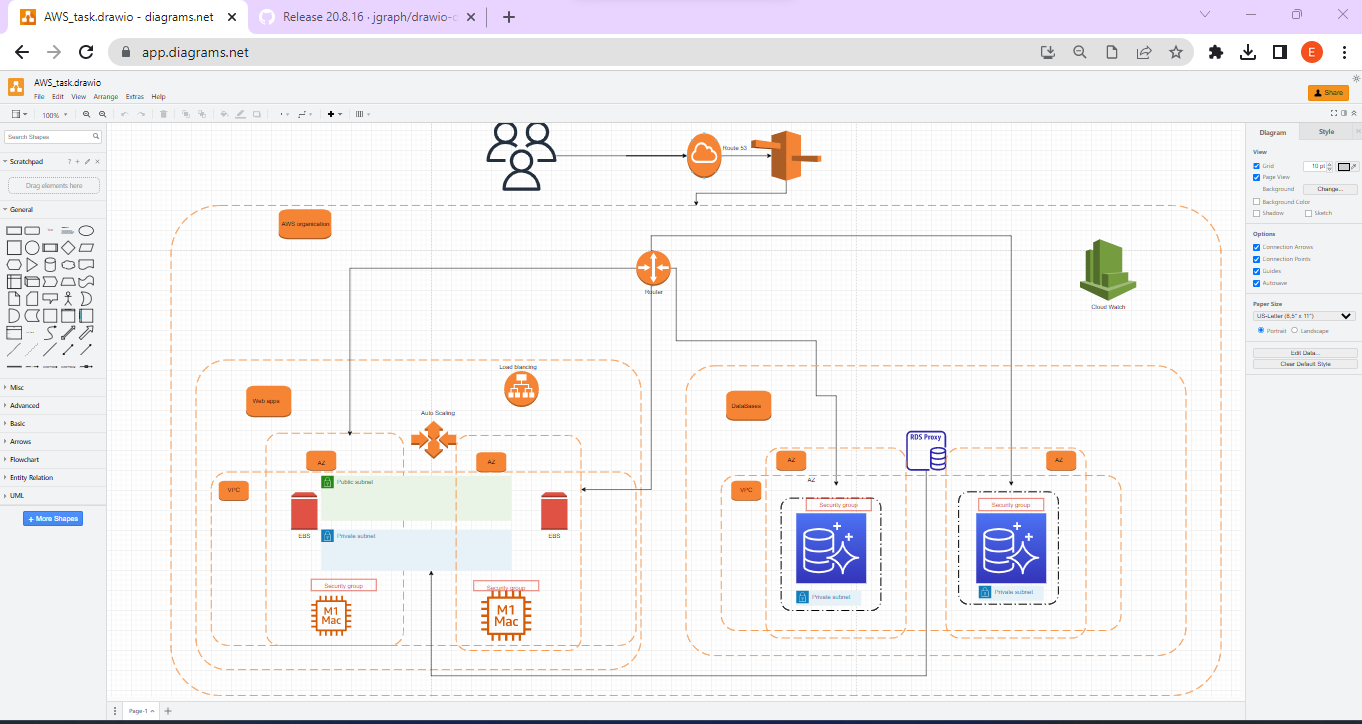 AWS_task.drawio - diagrams.net
Release 20.8.16 · jgraph/drawio-d
app.diagrams.net
E
AWS_task.drawio
File Edit View Arrange Extras Help
Share
100%
Search Shapes
Scratchpad
Drag elements here
General
Misc
Advanced
Basic
Arrows
Flowchart
Entity Relation
UML
+ More Shapes
Route 53
AWS organisation
Router
Cloud Watch
Load blancing
Web apps
Auto Scaling
DataBases
RDS Proxy
AZ
AZ
AZ
AZ
AZ
VPC
VPC
Public subnet
EBS
EBS
Private subnet
Security group
Security group
Security group
Security group
M1
Mac
M1
Mac
Private subnet
Private subnet
Diagram
Style
View
Grid
10 pt
Page View
Background
Change...
Background Color
Shadow
Sketch
Options
Connection Arrows
Connection Points
Guides
Autosave
Paper Size
US-Letter (8,5" x 11")
Portrait
Landscape
Edit Data...
Clear Default Style
Page-1